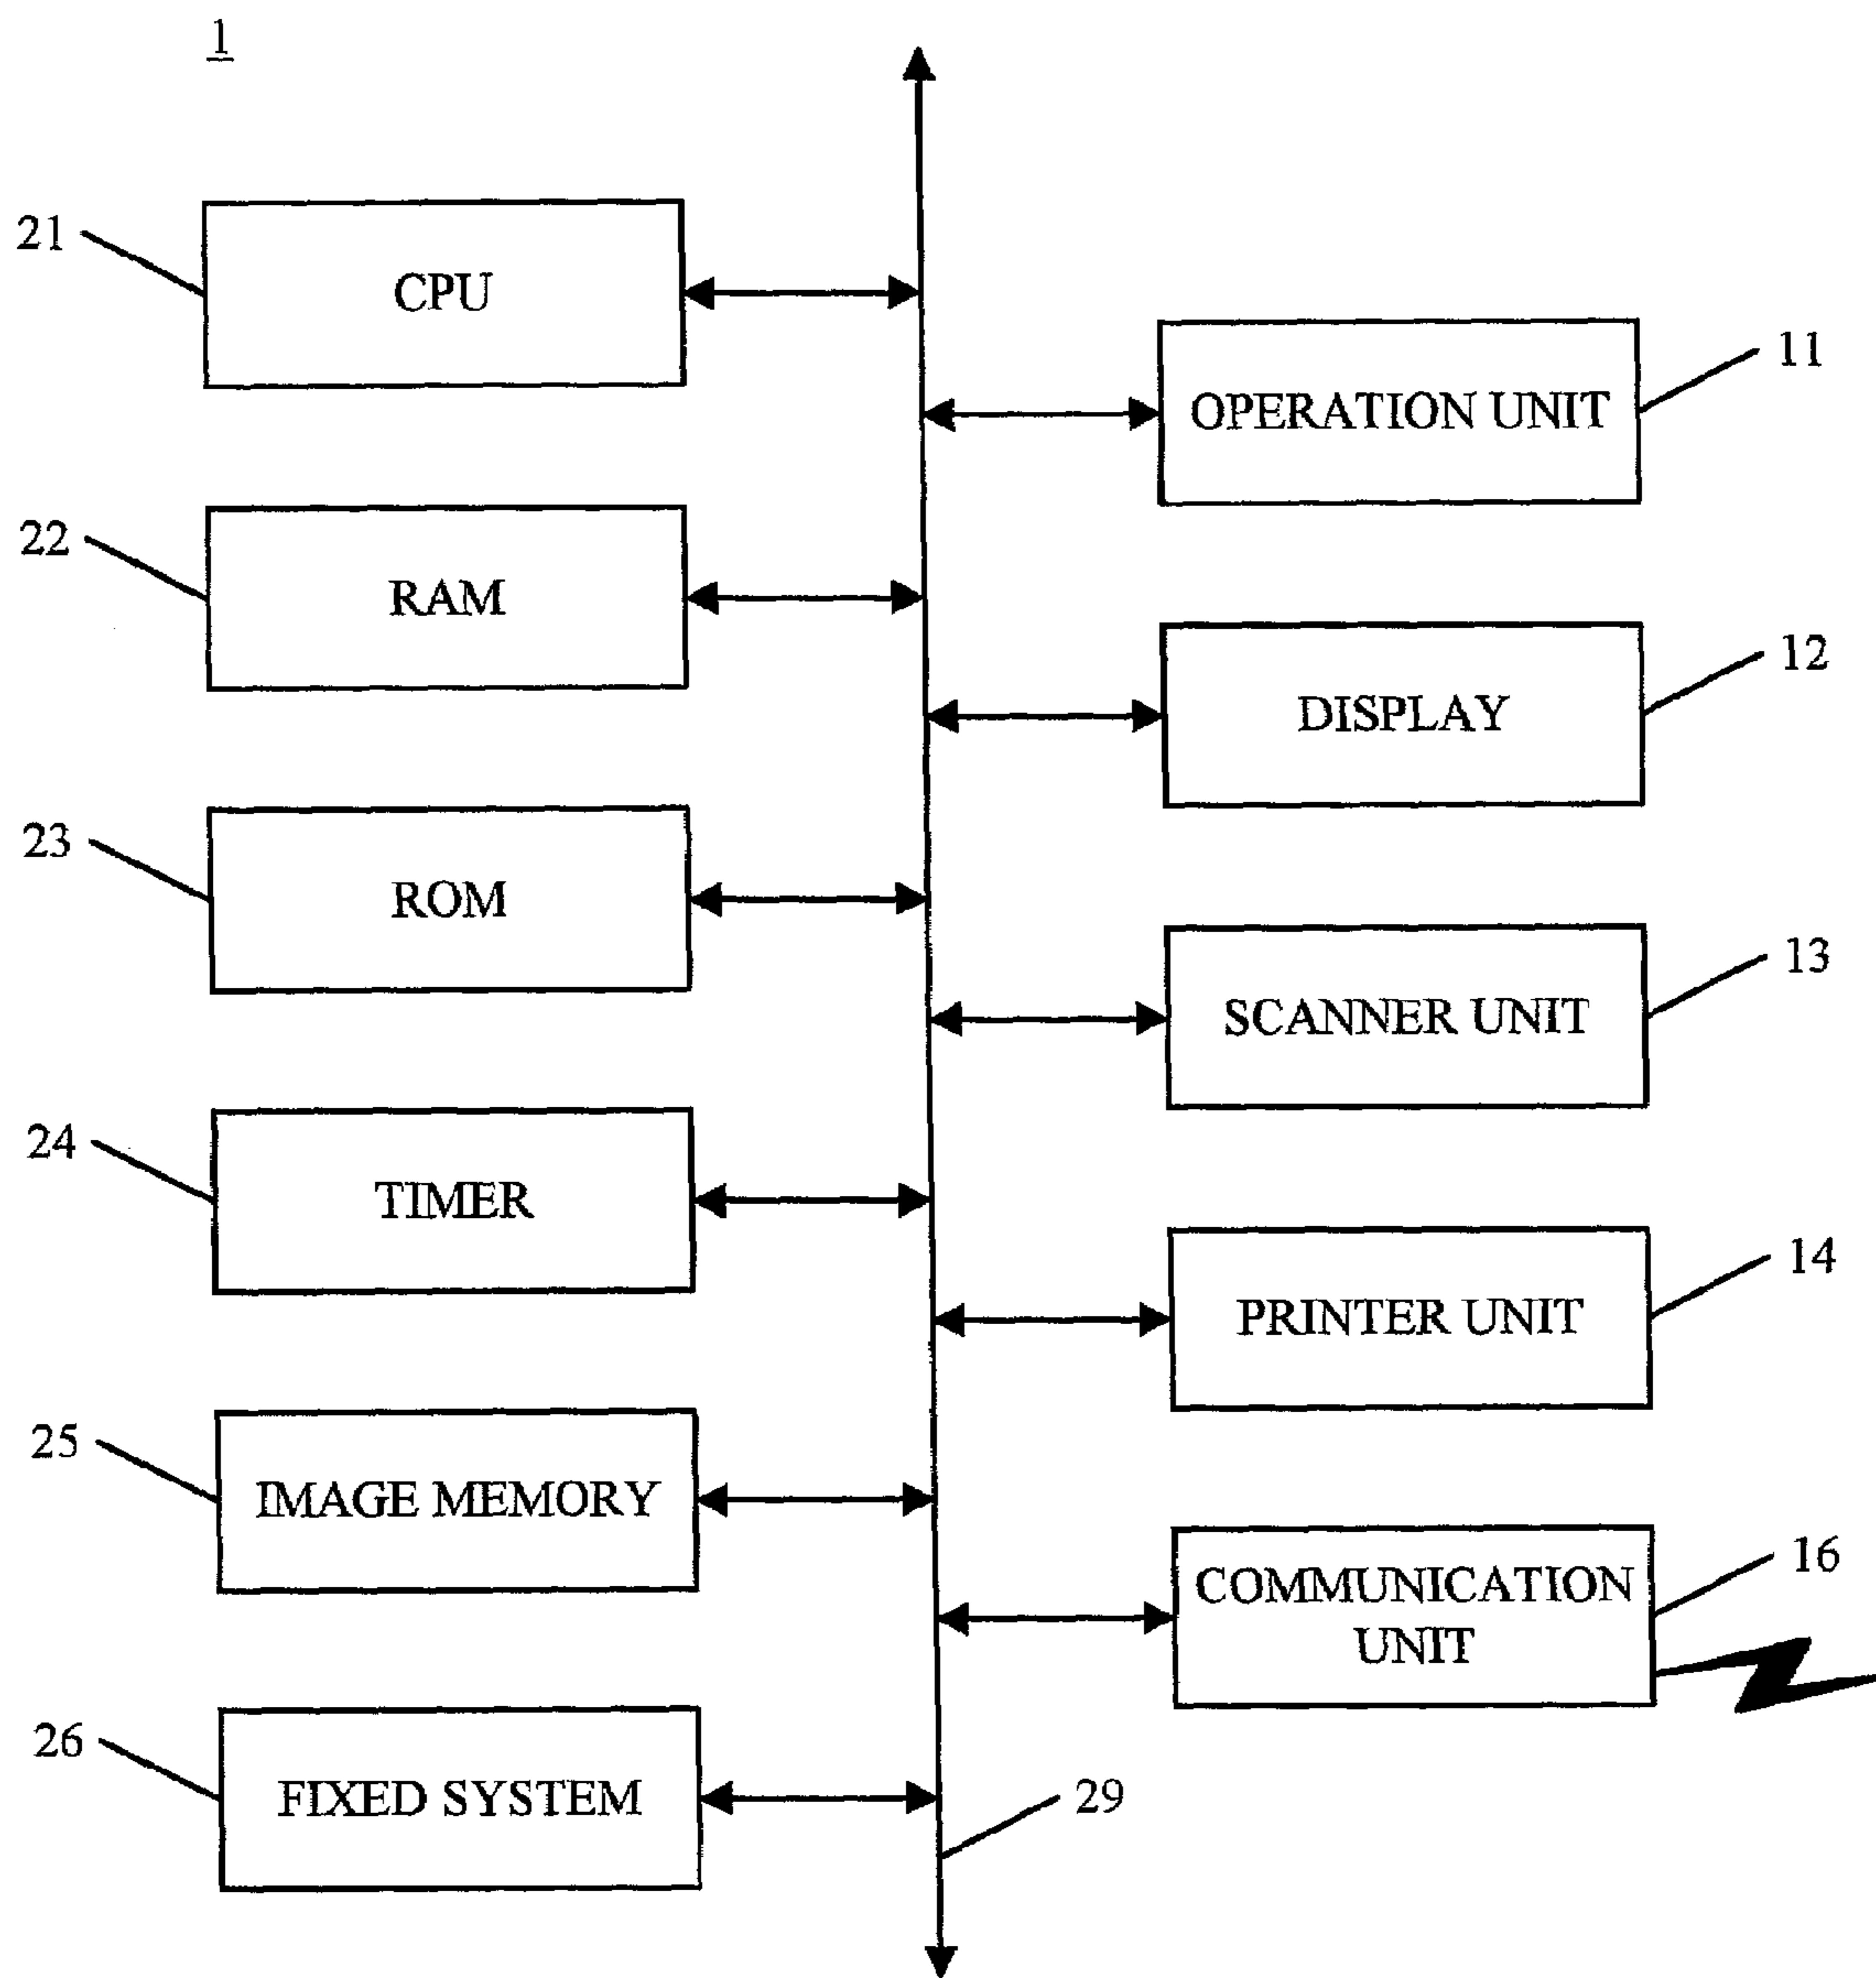 1
21
CPU
11
OPERATION UNIT
22
RAM
12
DISPLAY
23
ROM
13
SCANNER UNIT
24
TIMER
14
PRINTER UNIT
25
IMAGE MEMORY
16
COMMUNICATION
UNIT
26
FIXED SYSTEM
29